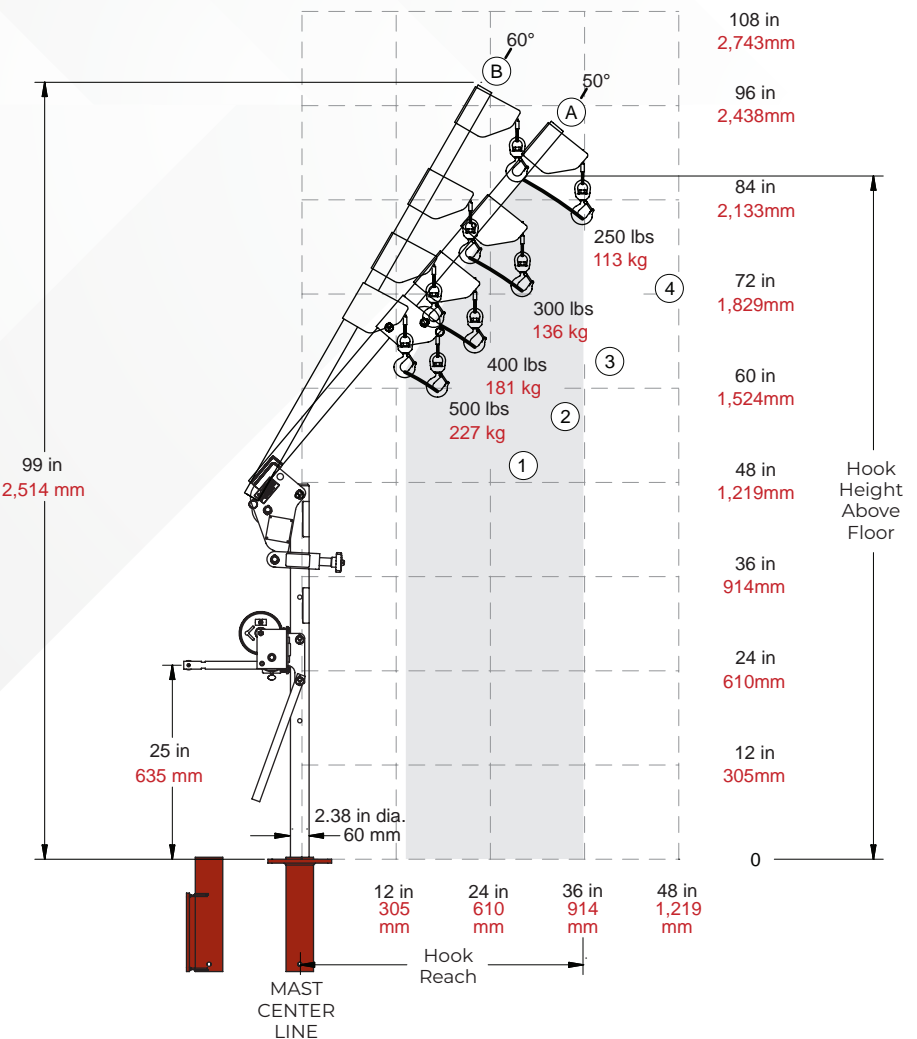 108 in
2,743mm
60°
B
50°
A
96 in
2,438mm
84 in
2,133mm
250 lbs
113 kg
4
72 in
1,829mm
300 lbs
136 kg
3
400 lbs
181 kg
60 in
1,524mm
500 lbs
227 kg
2
1
99 in
2,514 mm
48 in
1,219mm
Hook
Height
Above
Floor
36 in
914mm
24 in
610mm
25 in
635 mm
12 in
305mm
2.38 in dia.
60 mm
0
12 in
305
mm
24 in
610
mm
36 in
914
mm
48 in
1,219
mm
Hook
Reach
MAST
CENTER
LINE